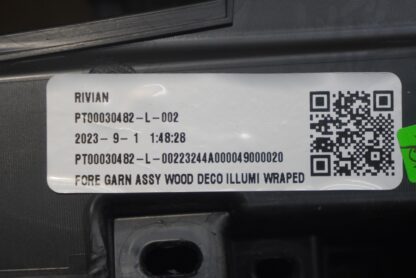 RIVIAN
PT00030482-L-002
2023- 9- 1 1:48:28
PT00030482-L-00223244A000049000020
FORE GARN ASSY WOOD DECO ILLUMI WRAPED